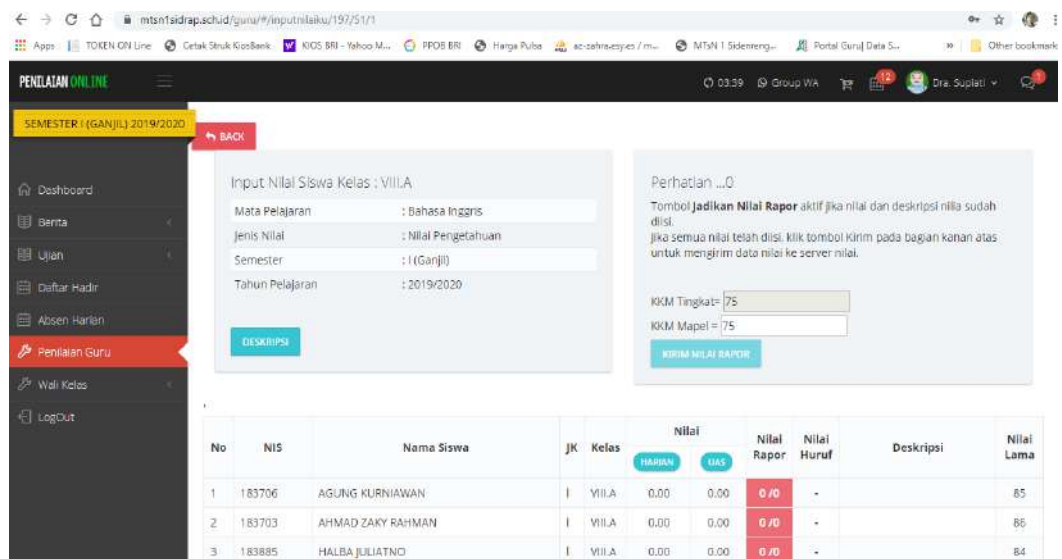 mtsn1sidrap.sch.id/guru/#/inputnilaiku/197/51/1
Apps TOKEN ON Line Cetak Struk KiosBank KIOS BRI - Yahoo M... PPOB BRI Harga Pulsa MTsN 1 Sidenreng... Portal Guru| Data S... » Other bookmark
PENILAIAN ONLINE 03:39 Group WA 12 Dra. Supiati
SEMESTER I (GANJIL) 2019/2020
BACK
Dashboard
Berita
Ujian
Daftar Hadir
Absen Harian
Penilaian Guru
Wali Kelas
LogOut
Input Nilai Siswa Kelas : VIII.A
Mata Pelajaran : Bahasa Inggris
Jenis Nilai : Nilai Pengetahuan
Semester : I (Ganjil)
Tahun Pelajaran : 2019/2020
DESKRIPSI
Perhatian ...0
Tombol Jadikan Nilai Rapor aktif jika nilai dan deskripsi nilia sudah
diisi.
Jika semua nilai telah diisi, klik tombol Kirim pada bagian kanan atas
untuk mengirim data nilai ke server nilai.
KKM Tingkat= 75
KKM Mapel = 75
KIRIM NILAI RAPOR
No NIS Nama Siswa JK Kelas Nilai Nilai Rapor Nilai Huruf Deskripsi Nilai Lama
HARIAN UAS
1 183706 AGUNG KURNIAWAN l VIII.A 0.00 0.00 0 /0 - 85
2 183703 AHMAD ZAKY RAHMAN l VIII.A 0.00 0.00 0 /0 - 86
3 183885 HALBA JULIATNO l VIII.A 0.00 0.00 0 /0 - 84